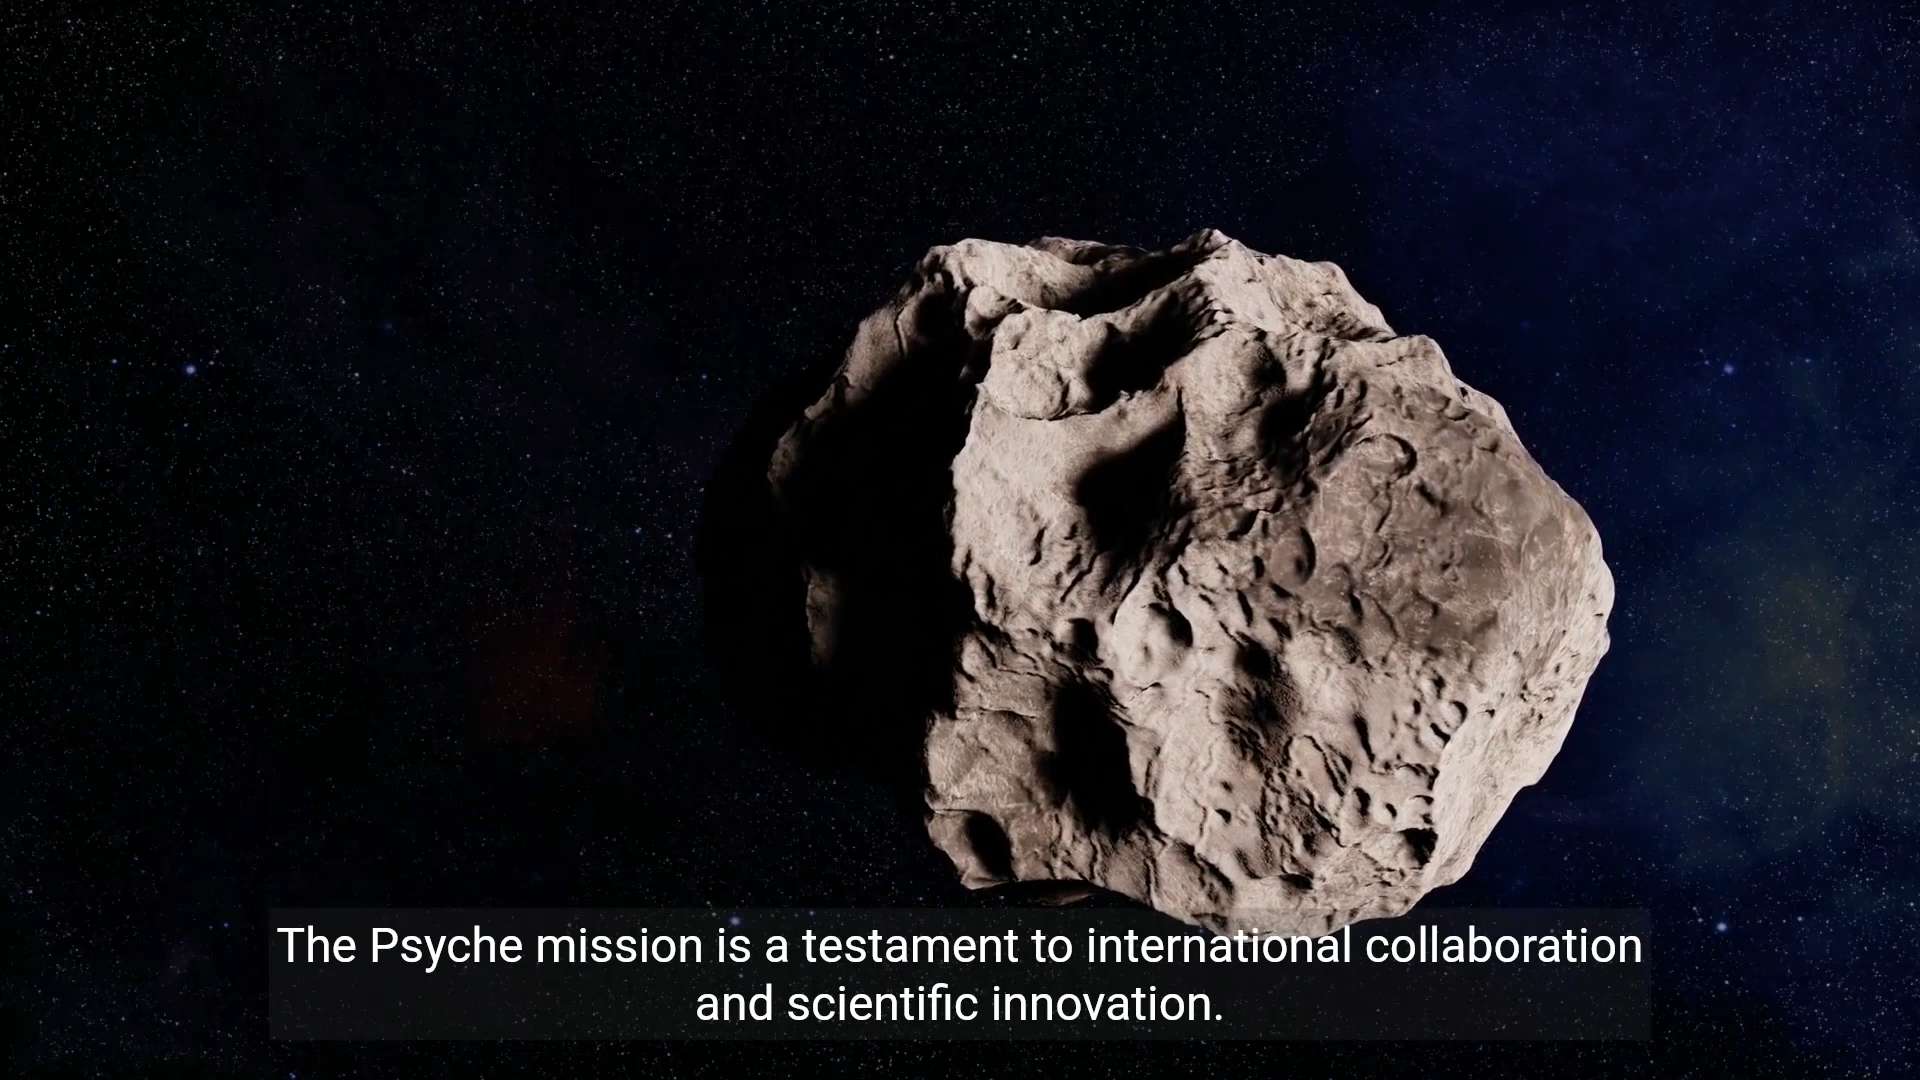 The Psyche mission is a testament to international collaboration
and scientific innovation.